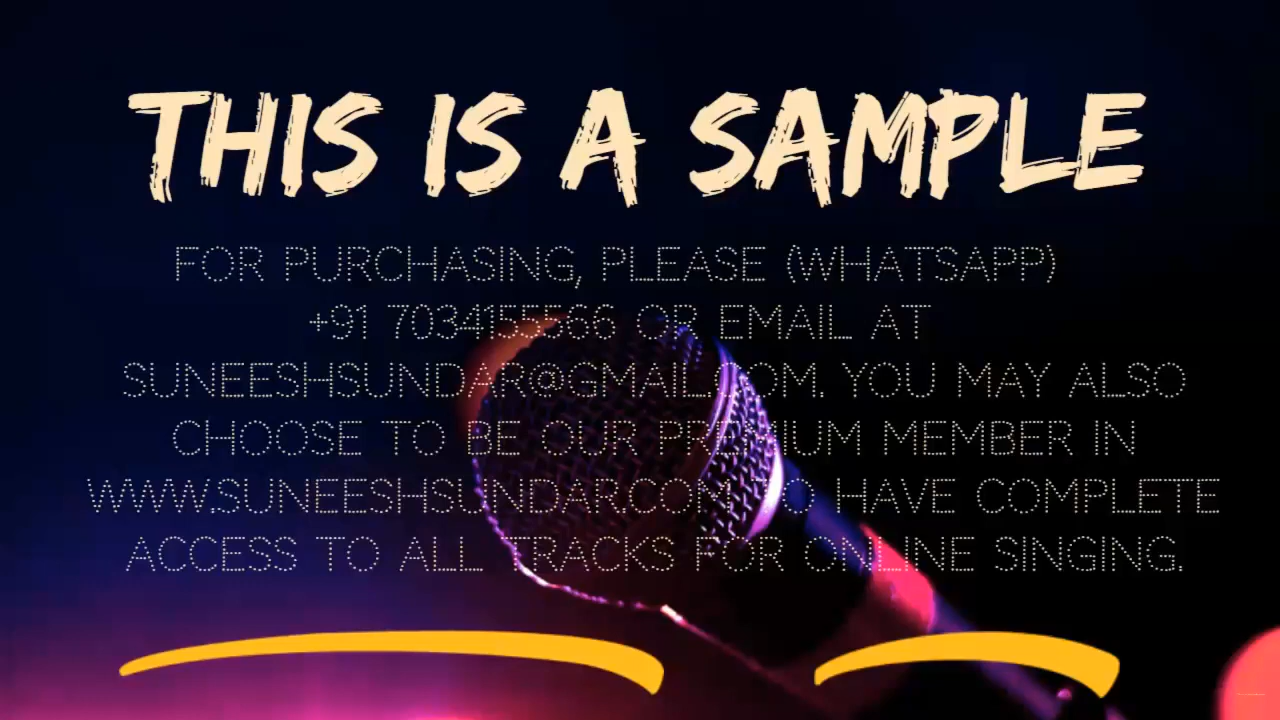 THIS IS A SAMPLE
FOR PURCHASING, PLEASE (WHATSAPP)
+91 7034155566 OR EMAIL AT
SUNEESHSUNDAR@GMAIL.COM. YOU MAY ALSO
CHOOSE TO BE OUR PREMIUM MEMBER IN
WWW.SUNEESHSUNDAR.COM TO HAVE COMPLETE
ACCESS TO ALL TRACKS FOR ONLINE SINGING.